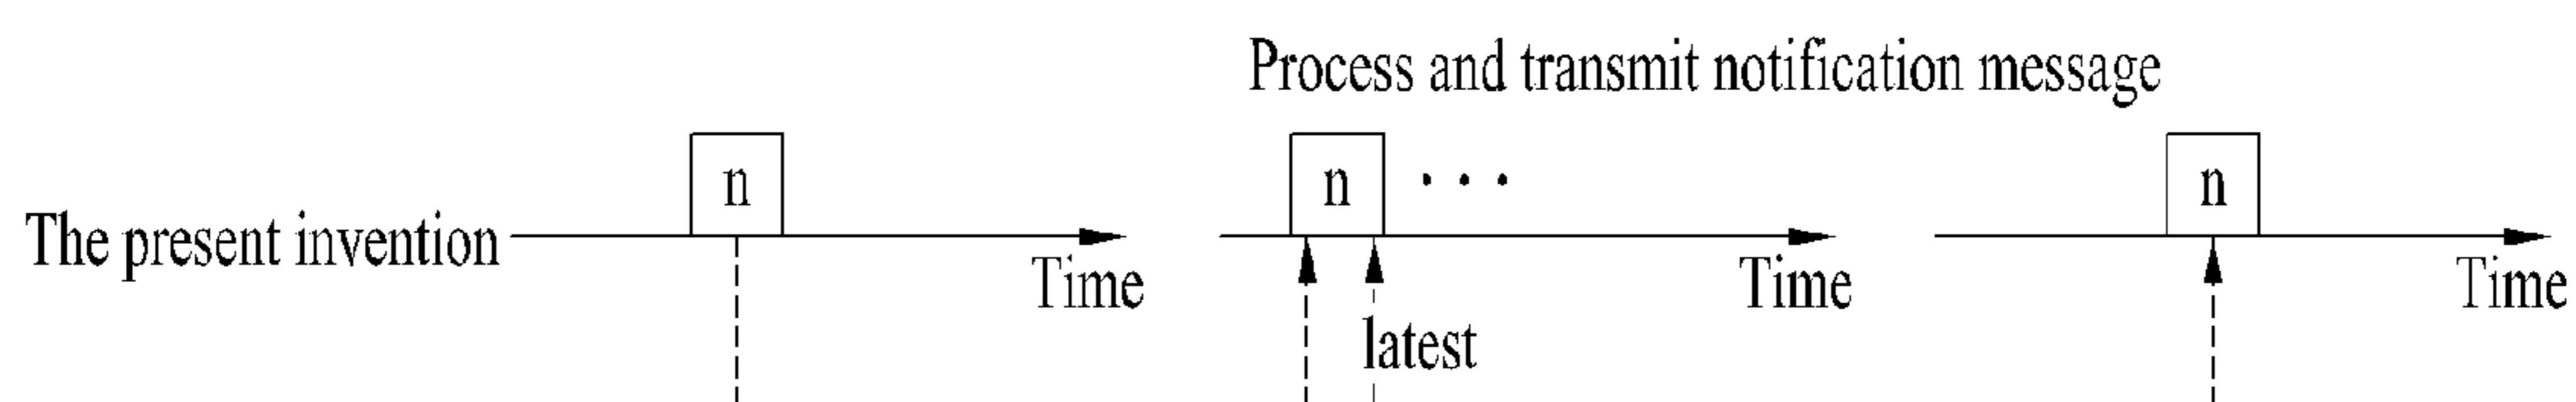 Process and transmit notification message
n
n . . .
n
The present invention
Time
Time
Time
latest